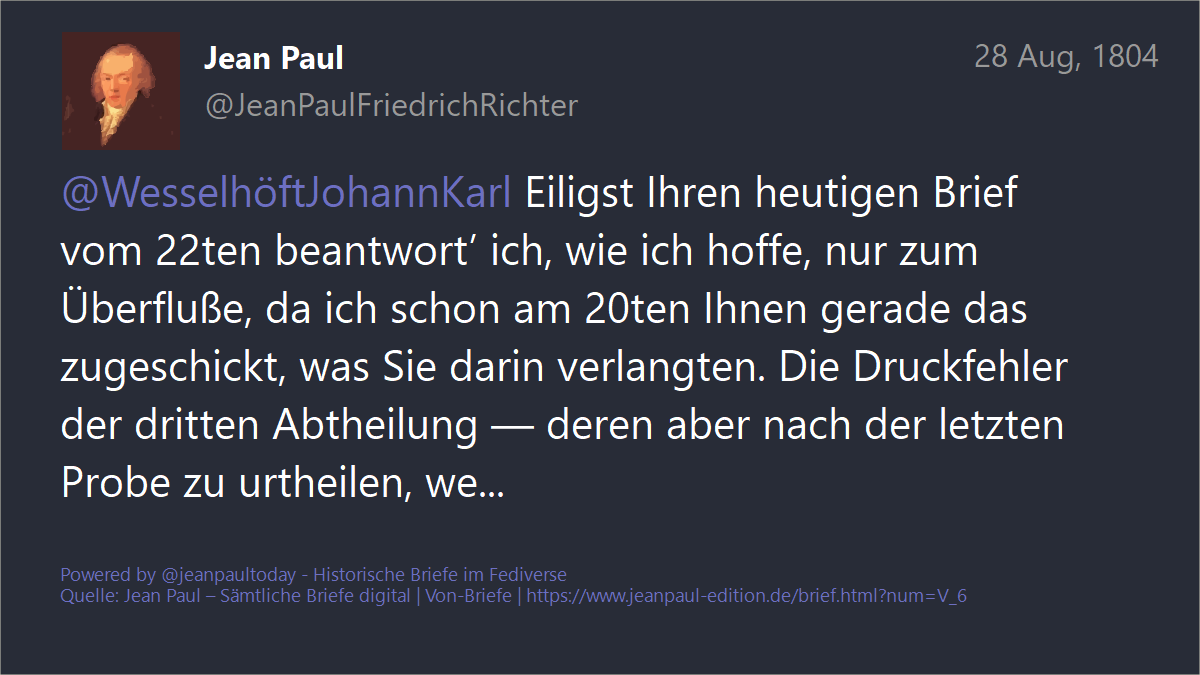 Jean Paul
28 Aug, 1804
@JeanPaulFriedrichRichter
@WesselhöftJohannKarl Eiligst Ihren heutigen Brief
vom 22ten beantwort’ ich, wie ich hoffe, nur zum
Überfluße, da ich schon am 20ten Ihnen gerade das
zugeschickt, was Sie darin verlangten. Die Druckfehler
der dritten Abtheilung — deren aber nach der letzten
Probe zu urtheilen, we...
Powered by @jeanpaultoday - Historische Briefe im Fediverse
Quelle: Jean Paul – Sämtliche Briefe digital | Von-Briefe | https://www.jeanpaul-edition.de/brief.html?num=V_6